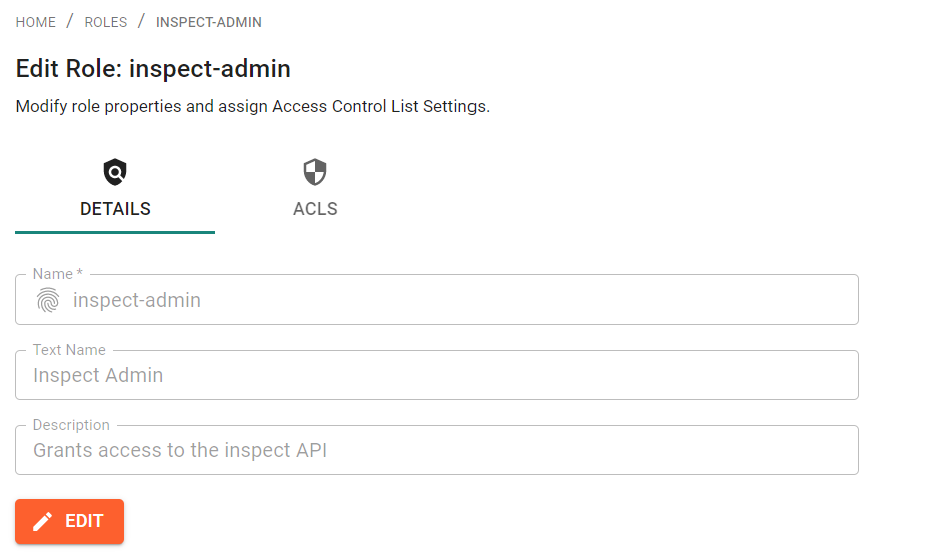 HOME / ROLES / INSPECT-ADMIN
Edit Role: inspect-admin
Modify role properties and assign Access Control List Settings.
DETAILS ACLS
Name *
inspect-admin
Text Name
Inspect Admin
Description
Grants access to the inspect API
EDIT